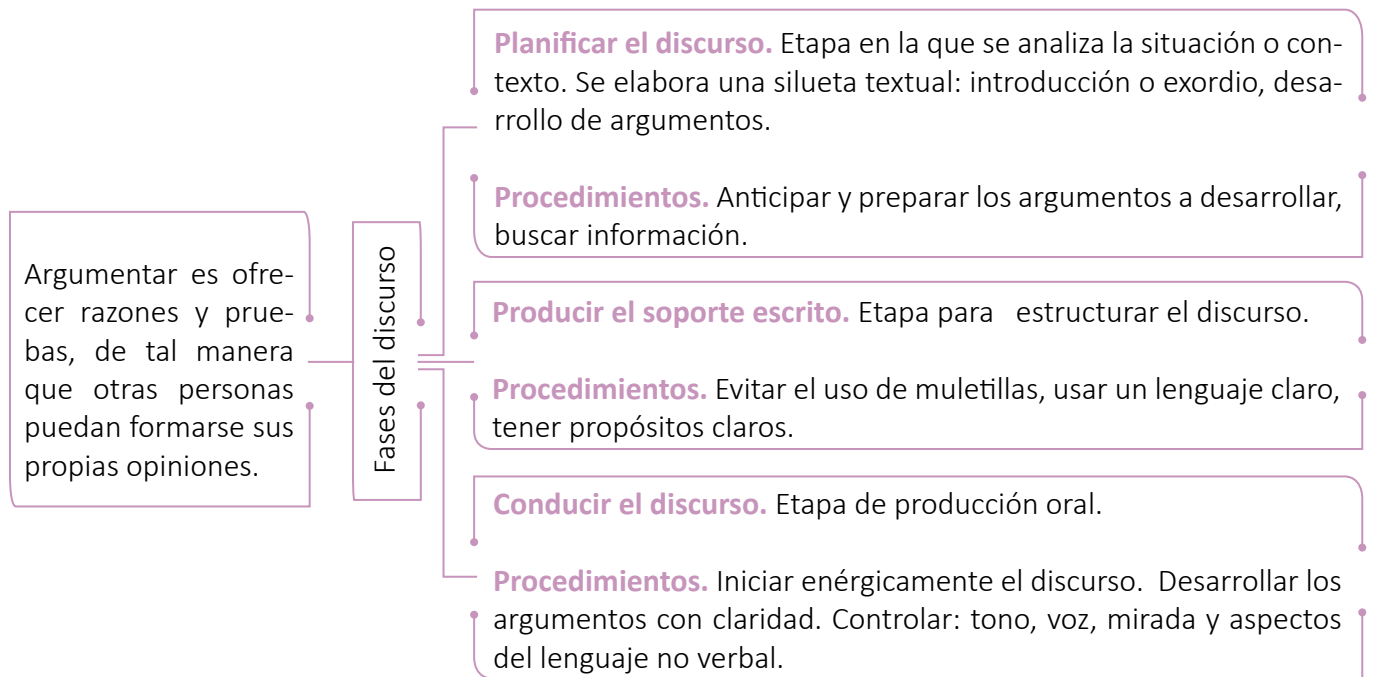 Argumentar es ofre-
cer razones y prue-
bas, de tal manera
que otras personas
puedan formarse sus
propias opiniones.
Fases del discurso
Planificar el discurso. Etapa en la que se analiza la situación o con-
texto. Se elabora una silueta textual: introducción o exordio, desa-
rrollo de argumentos.
Procedimientos. Anticipar y preparar los argumentos a desarrollar,
buscar información.
Producir el soporte escrito. Etapa para estructurar el discurso.
Procedimientos. Evitar el uso de muletillas, usar un lenguaje claro,
tener propósitos claros.
Conducir el discurso. Etapa de producción oral.
Procedimientos. Iniciar enérgicamente el discurso. Desarrollar los
argumentos con claridad. Controlar: tono, voz, mirada y aspectos
del lenguaje no verbal.